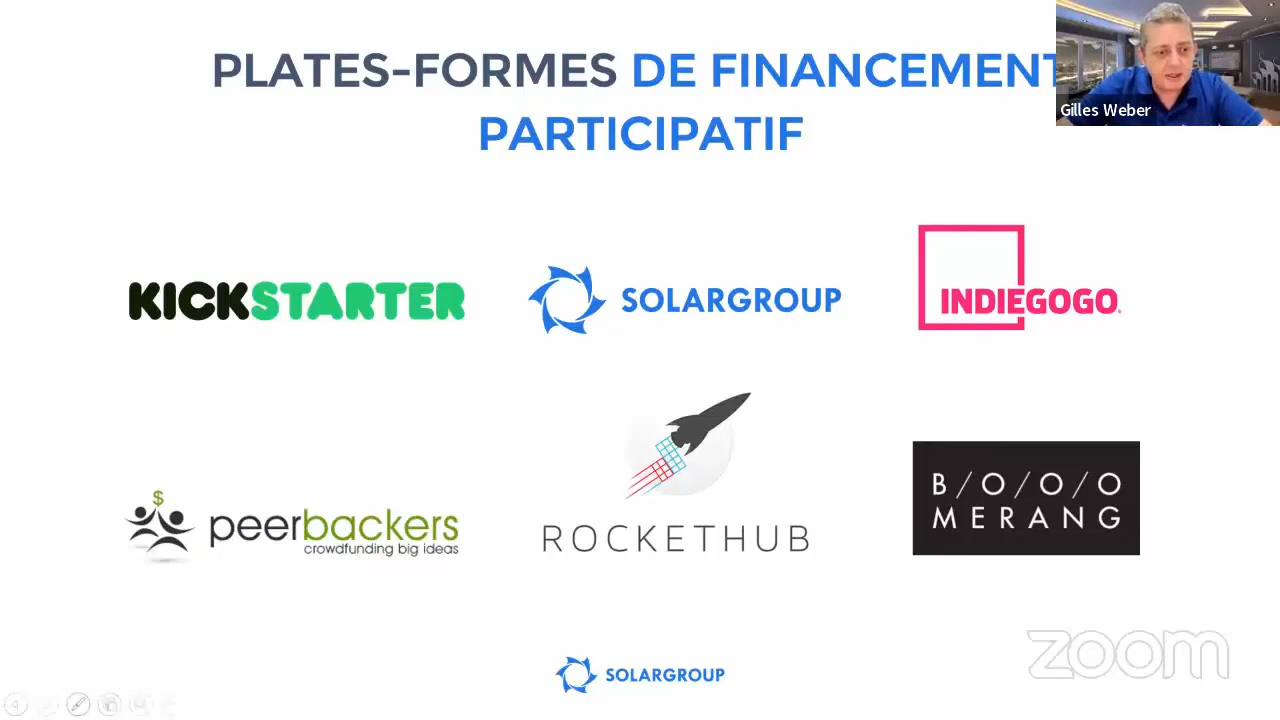 PLATES-FORMES DE FINANCEMENT
PARTICIPATIF
Gilles Weber
KICKSTARTER
SOLARGROUP
INDIEGOGO
peerbackers
crowdfunding big ideas
ROCKETHUB
B/O/O/O
MERANG
SOLARGROUP
zoom